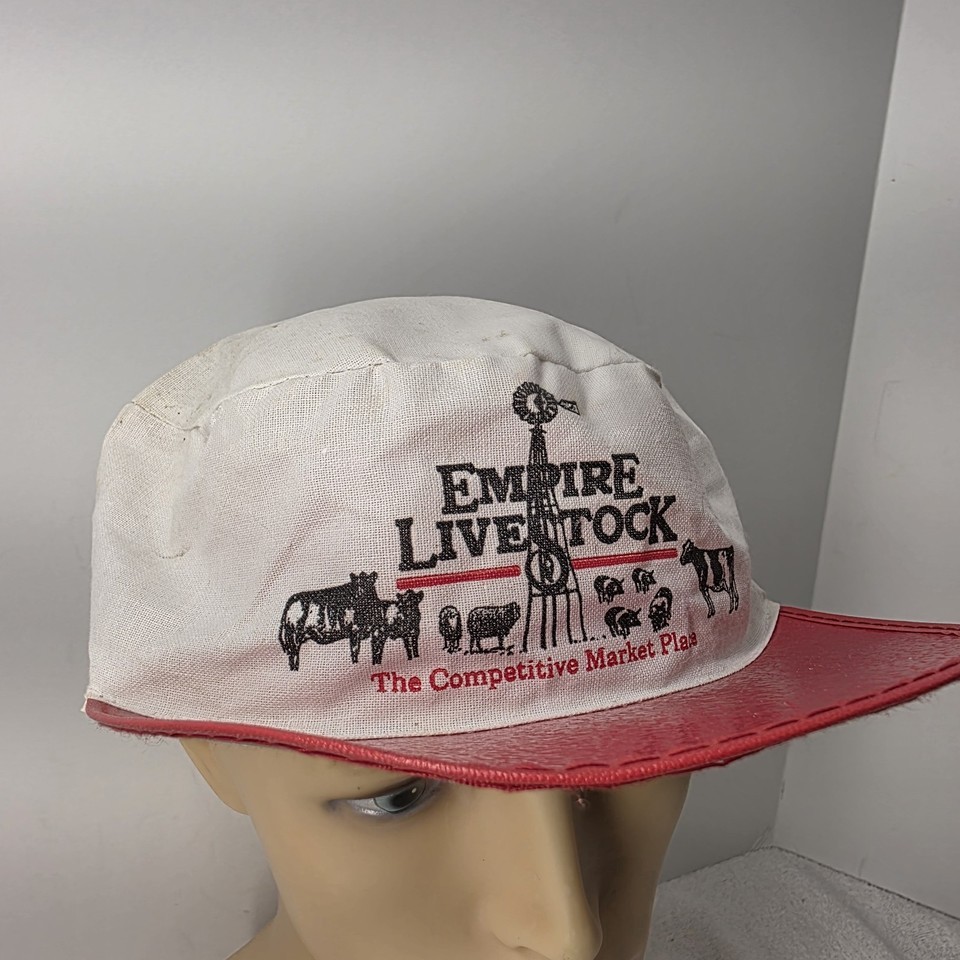 EMPIRE
LIVESTOCK
The Competitive Market Place